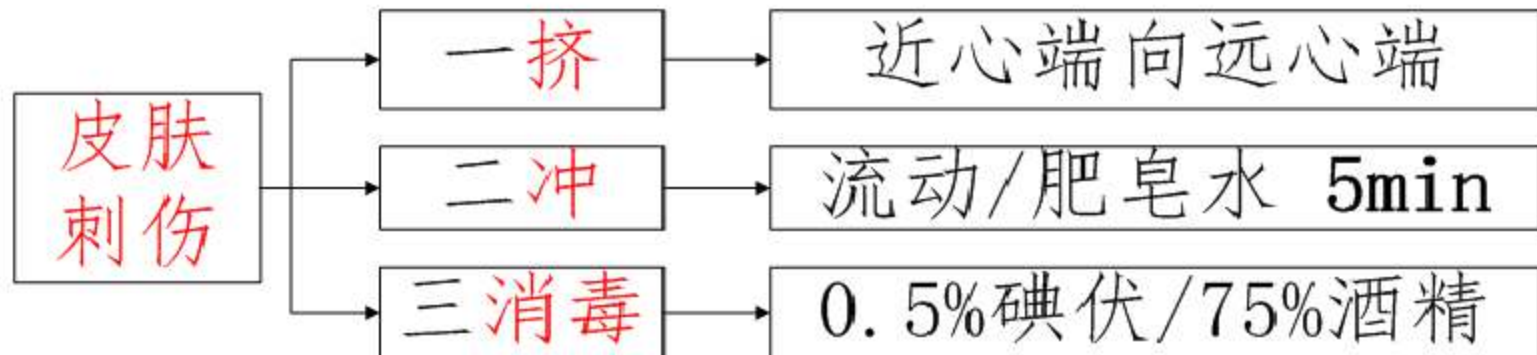 皮肤
刺伤
一挤
近心端向远心端
二冲
流动/肥皂水 5min
三消毒
0.5%碘伏/75%酒精